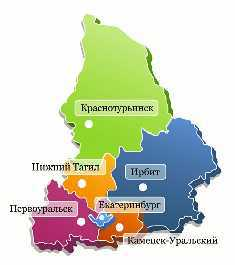 Краснотурьинск
Нижний Тагил
Ирбит
Первоуральск
Екатеринбург
Каменск-Уральский